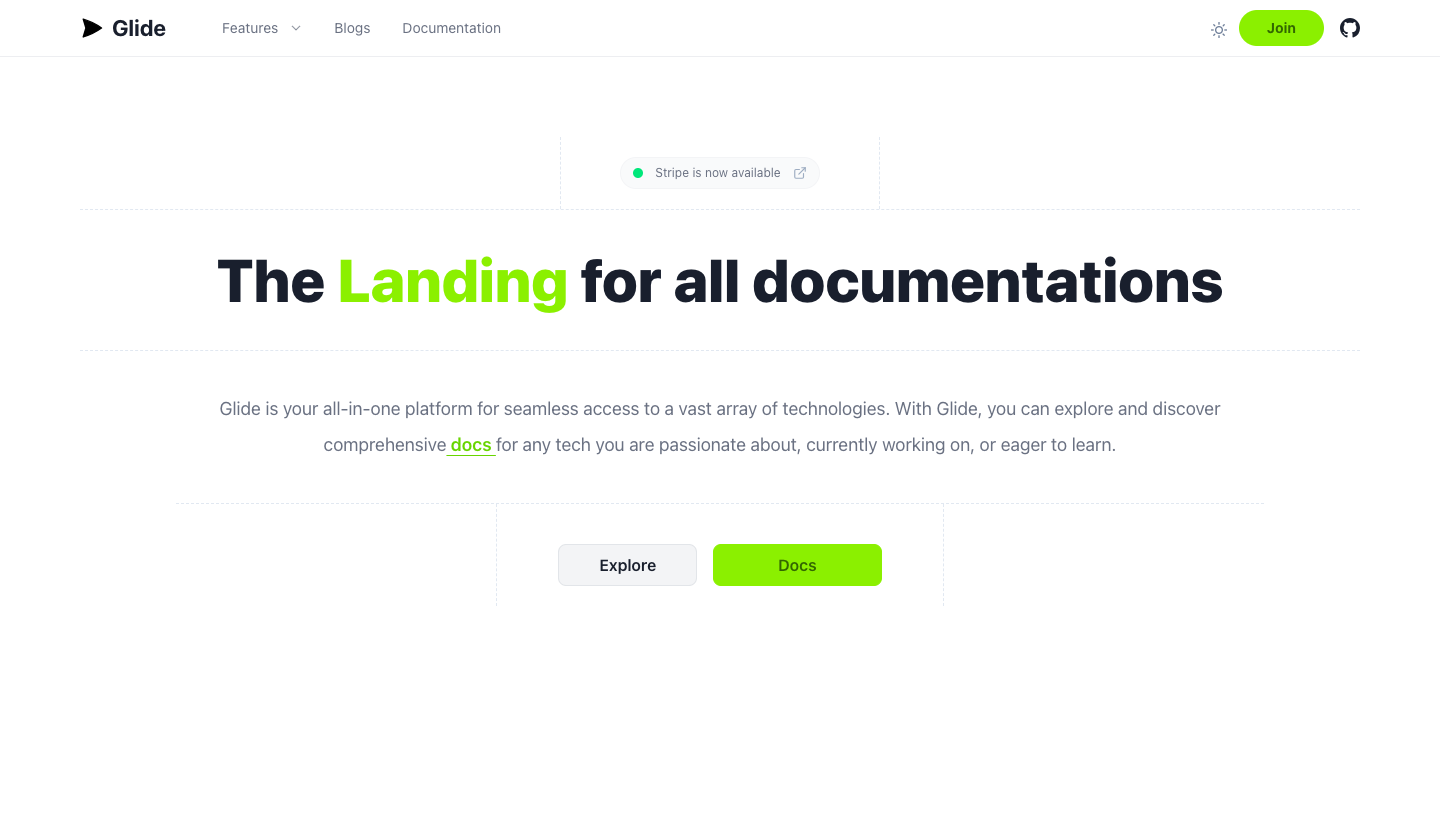 Glide
Features
Blogs
Documentation
Join
Stripe is now available
The Landing for all documentations
Glide is your all-in-one platform for seamless access to a vast array of technologies. With Glide, you can explore and discover
comprehensive docs for any tech you are passionate about, currently working on, or eager to learn.
Explore
Docs